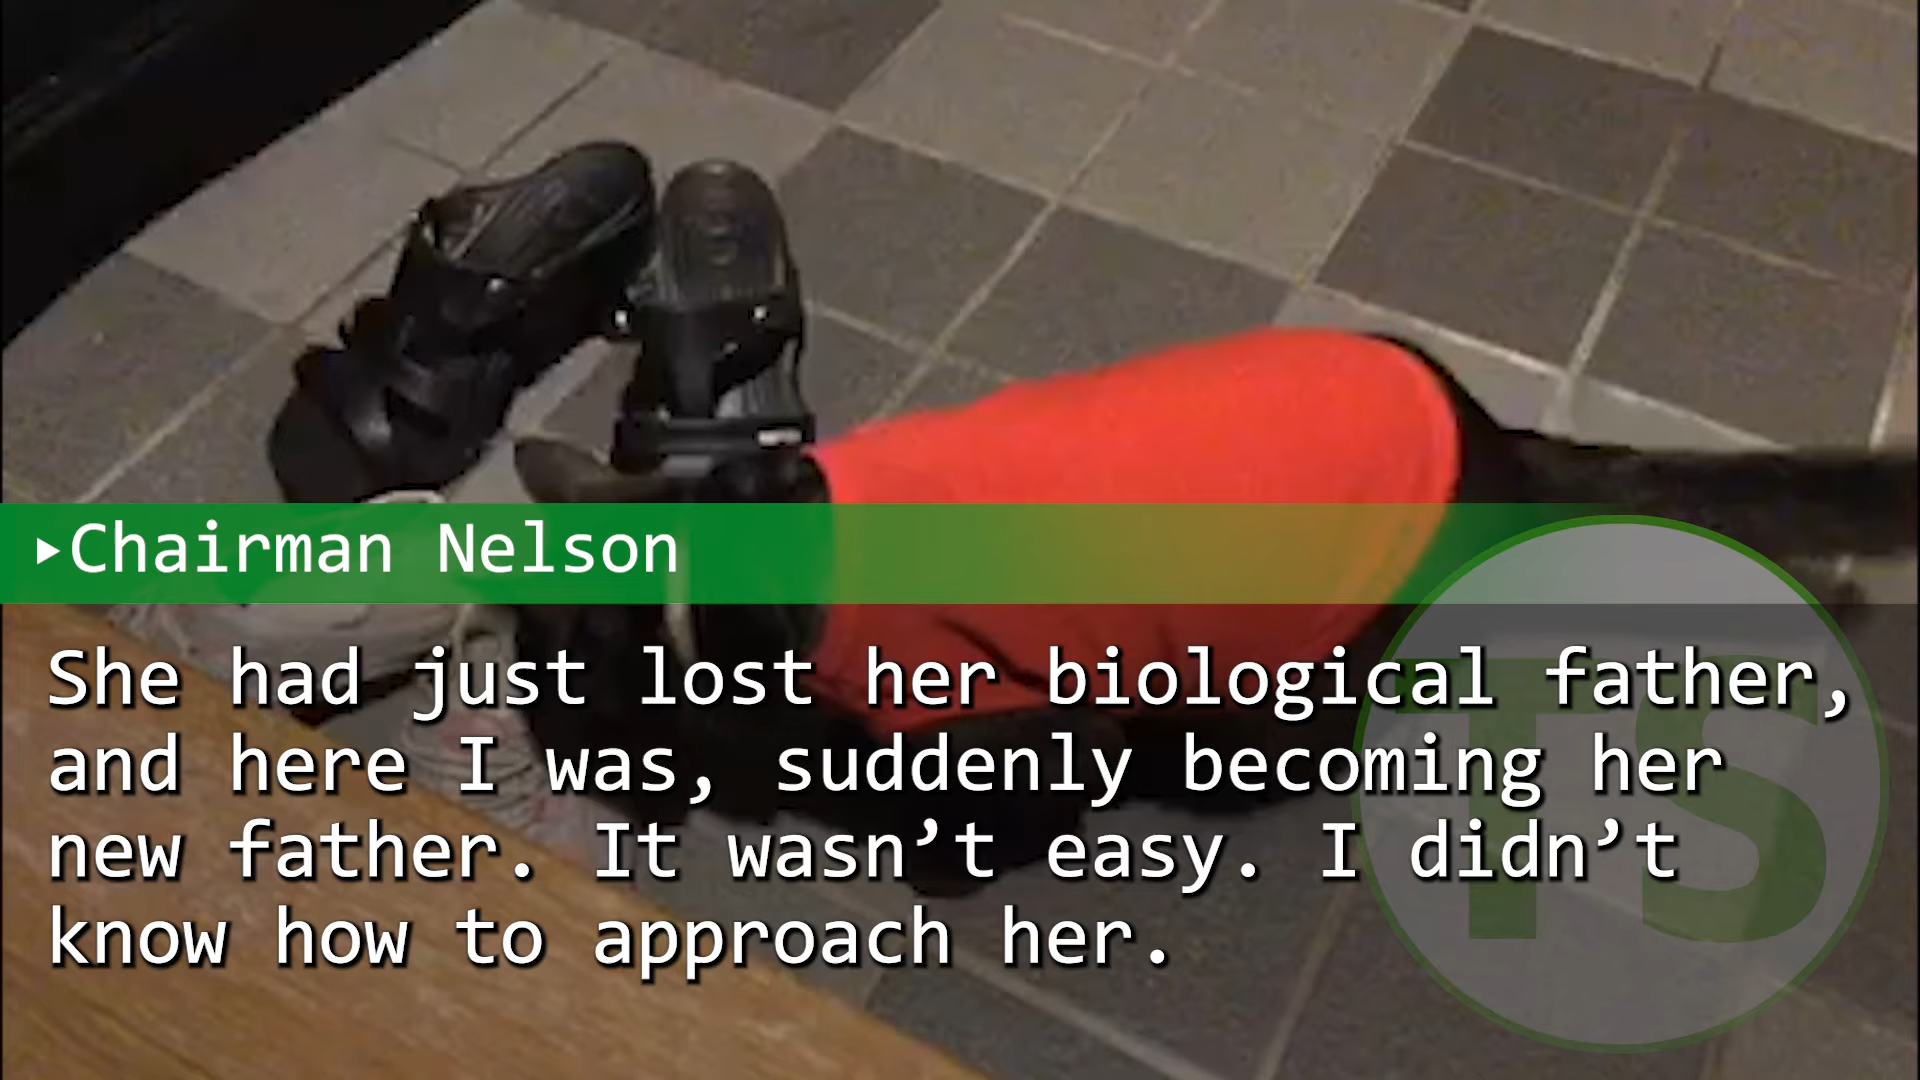 ▸Chairman Nelson
She had just lost her biological father,
and here I was, suddenly becoming her
new father. It wasn’t easy. I didn’t
know how to approach her.
TS